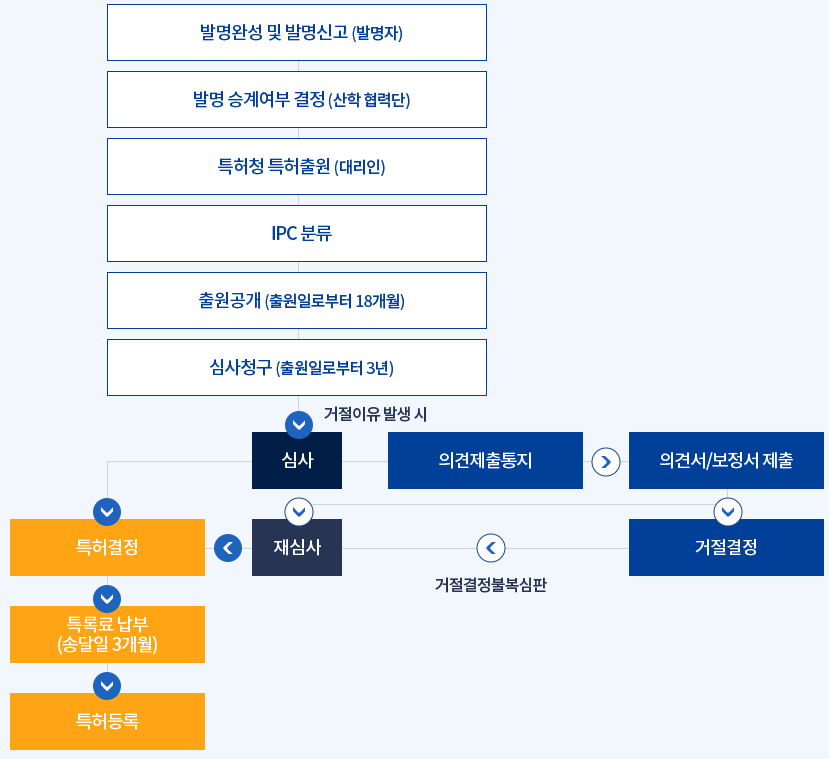 발명완성 및 발명신고 (발명자)
발명 승계여부 결정 (산학 협력단)
특허청 특허출원 (대리인)
IPC 분류
출원공개 (출원일로부터 18개월)
심사청구 (출원일로부터 3년)
거절이유 발생 시
심사
의견제출통지
의견서/보정서 제출
특허결정
재심사
거절결정
거절결정불복심판
특록료 납부
(송달일 3개월)
특허등록